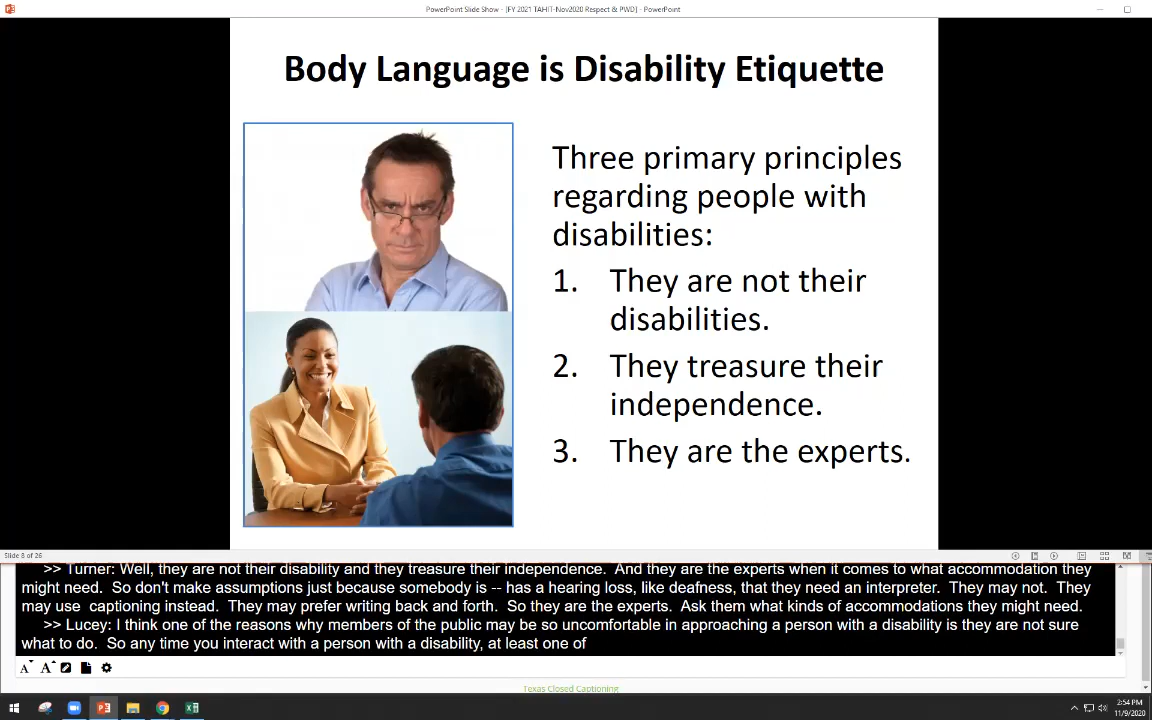 PowerPoint Slide Show - [FY 2021 TAHIT-Nov2020 Respect & PWD] - PowerPoint
Body Language is Disability Etiquette
Three primary principles
regarding people with
disabilities:
1. They are not their
disabilities.
2. They treasure their
independence.
3. They are the experts.
Slide 8 of 26
>> Turner: Well, they are not their disability and they treasure their independence. And they are the experts when it comes to what accommodation they
might need. So don't make assumptions just because somebody is -- has a hearing loss, like deafness, that they need an interpreter. They may not. They
may use captioning instead. They may prefer writing back and forth. So they are the experts. Ask them what kinds of accommodations they might need.
>> Lucey: I think one of the reasons why members of the public may be so uncomfortable in approaching a person with a disability is they are not sure
what to do. So any time you interact with a person with a disability, at least one of
A A
Texas Closed Captioning
2:54 PM
11/9/2020